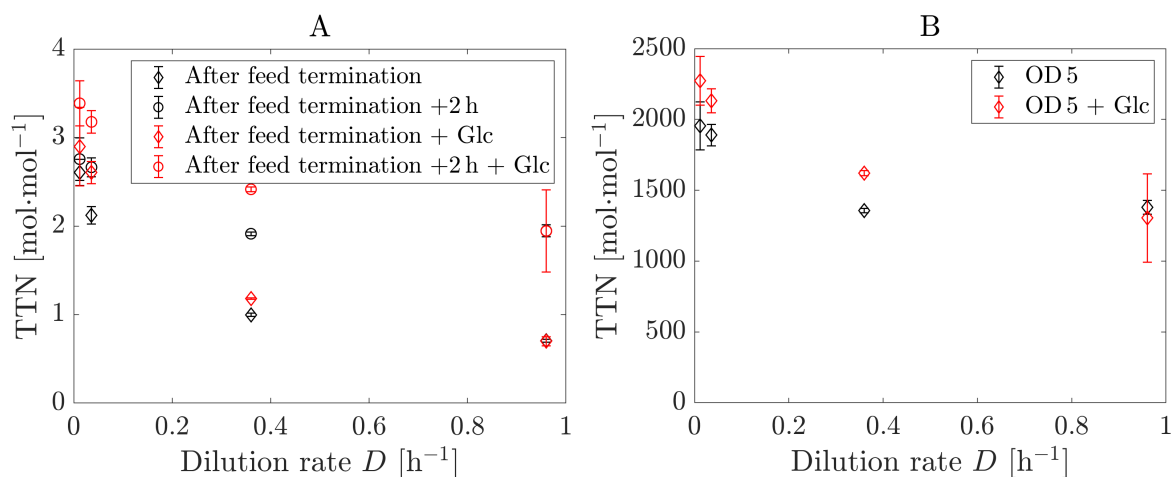 A
TTN [mol·mol⁻¹]
4
3
2
1
0
After feed termination
After feed termination +2 h
After feed termination + Glc
After feed termination +2 h + Glc
0 0.2 0.4 0.6 0.8 1
Dilution rate D [h⁻¹]
B
TTN [mol·mol⁻¹]
2500
2000
1500
1000
500
0
OD 5
OD 5 + Glc
0 0.2 0.4 0.6 0.8 1
Dilution rate D [h⁻¹]